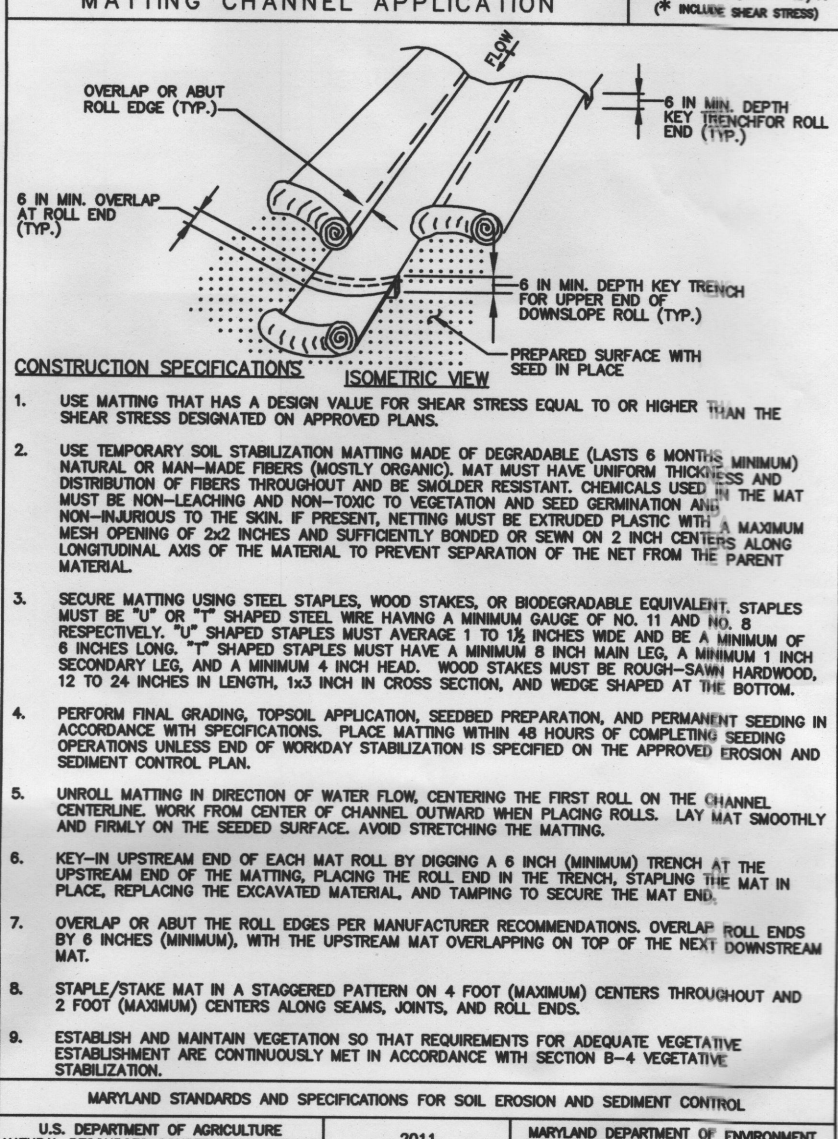 MATTING CHANNEL APPLICATION
(* INCLUDE SHEAR STRESS)
FLOW
OVERLAP OR ABUT
ROLL EDGE (TYP.)
6 IN MIN. DEPTH
KEY TRENCHFOR ROLL
END (TYP.)
6 IN MIN. OVERLAP
AT ROLL END
(TYP.)
6 IN MIN. DEPTH KEY TRENCH
FOR UPPER END OF
DOWNSLOPE ROLL (TYP.)
PREPARED SURFACE WITH
SEED IN PLACE
CONSTRUCTION SPECIFICATIONS
ISOMETRIC VIEW
1. USE MATTING THAT HAS A DESIGN VALUE FOR SHEAR STRESS EQUAL TO OR HIGHER THAN THE
SHEAR STRESS DESIGNATED ON APPROVED PLANS.
2. USE TEMPORARY SOIL STABILIZATION MATTING MADE OF DEGRADABLE (LASTS 6 MONTHS MINIMUM)
NATURAL OR MAN-MADE FIBERS (MOSTLY ORGANIC). MAT MUST HAVE UNIFORM THICKNESS AND
DISTRIBUTION OF FIBERS THROUGHOUT AND BE SMOLDER RESISTANT. CHEMICALS USED IN THE MAT
MUST BE NON-LEACHING AND NON-TOXIC TO VEGETATION AND SEED GERMINATION AND
NON-INJURIOUS TO THE SKIN. IF PRESENT, NETTING MUST BE EXTRUDED PLASTIC WITH A MAXIMUM
MESH OPENING OF 2x2 INCHES AND SUFFICIENTLY BONDED OR SEWN ON 2 INCH CENTERS ALONG
LONGITUDINAL AXIS OF THE MATERIAL TO PREVENT SEPARATION OF THE NET FROM THE PARENT
MATERIAL.
3. SECURE MATTING USING STEEL STAPLES, WOOD STAKES, OR BIODEGRADABLE EQUIVALENT. STAPLES
MUST BE "U" OR "T" SHAPED STEEL WIRE HAVING A MINIMUM GAUGE OF NO. 11 AND NO. 8
RESPECTIVELY. "U" SHAPED STAPLES MUST AVERAGE 1 TO 1½ INCHES WIDE AND BE A MINIMUM OF
6 INCHES LONG. "T" SHAPED STAPLES MUST HAVE A MINIMUM 8 INCH MAIN LEG, A MINIMUM 1 INCH
SECONDARY LEG, AND A MINIMUM 4 INCH HEAD. WOOD STAKES MUST BE ROUGH-SAWN HARDWOOD,
12 TO 24 INCHES IN LENGTH, 1x3 INCH IN CROSS SECTION, AND WEDGE SHAPED AT THE BOTTOM.
4. PERFORM FINAL GRADING, TOPSOIL APPLICATION, SEEDBED PREPARATION, AND PERMANENT SEEDING IN
ACCORDANCE WITH SPECIFICATIONS. PLACE MATTING WITHIN 48 HOURS OF COMPLETING SEEDING
OPERATIONS UNLESS END OF WORKDAY STABILIZATION IS SPECIFIED ON THE APPROVED EROSION AND
SEDIMENT CONTROL PLAN.
5. UNROLL MATTING IN DIRECTION OF WATER FLOW, CENTERING THE FIRST ROLL ON THE CHANNEL
CENTERLINE. WORK FROM CENTER OF CHANNEL OUTWARD WHEN PLACING ROLLS. LAY MAT SMOOTHLY
AND FIRMLY ON THE SEEDED SURFACE. AVOID STRETCHING THE MATTING.
6. KEY-IN UPSTREAM END OF EACH MAT ROLL BY DIGGING A 6 INCH (MINIMUM) TRENCH AT THE
UPSTREAM END OF THE MATTING, PLACING THE ROLL END IN THE TRENCH, STAPLING THE MAT IN
PLACE, REPLACING THE EXCAVATED MATERIAL, AND TAMPING TO SECURE THE MAT END.
7. OVERLAP OR ABUT THE ROLL EDGES PER MANUFACTURER RECOMMENDATIONS. OVERLAP ROLL ENDS
BY 6 INCHES (MINIMUM), WITH THE UPSTREAM MAT OVERLAPPING ON TOP OF THE NEXT DOWNSTREAM
MAT.
8. STAPLE/STAKE MAT IN A STAGGERED PATTERN ON 4 FOOT (MAXIMUM) CENTERS THROUGHOUT AND
2 FOOT (MAXIMUM) CENTERS ALONG SEAMS, JOINTS, AND ROLL ENDS.
9. ESTABLISH AND MAINTAIN VEGETATION SO THAT REQUIREMENTS FOR ADEQUATE VEGETATIVE
ESTABLISHMENT ARE CONTINUOUSLY MET IN ACCORDANCE WITH SECTION B-4 VEGETATIVE
STABILIZATION.
MARYLAND STANDARDS AND SPECIFICATIONS FOR SOIL EROSION AND SEDIMENT CONTROL
U.S. DEPARTMENT OF AGRICULTURE
2011
MARYLAND DEPARTMENT OF ENVIRONMENT